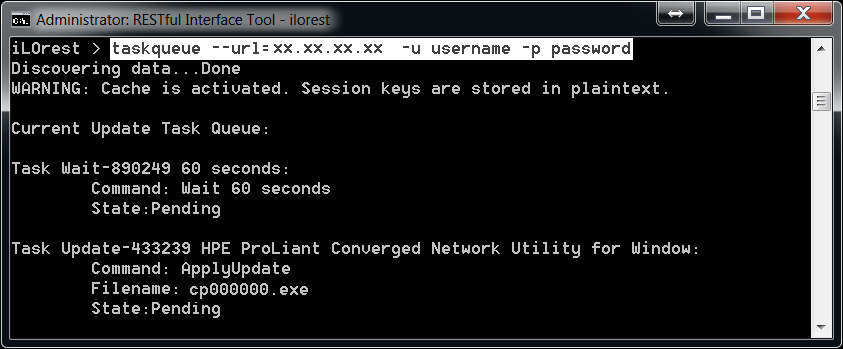 Administrator: RESTful Interface Tool - ilorest
iLOrest > taskqueue --url=xx.xx.xx.xx  -u username -p password
Discovering data...Done
WARNING: Cache is activated. Session keys are stored in plaintext.
Current Update Task Queue:
Task Wait-890249 60 seconds:
Command: Wait 60 seconds
State:Pending
Task Update-433239 HPE ProLiant Converged Network Utility for Window:
Command: ApplyUpdate
Filename: cp000000.exe
State:Pending